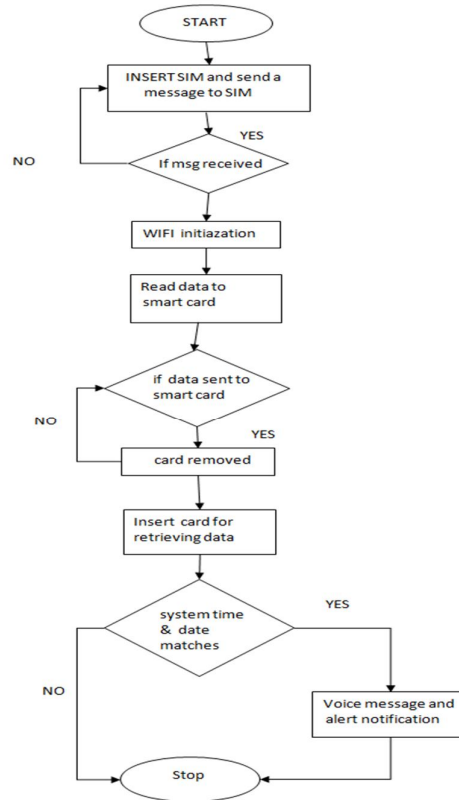 START
INSERT SIM and send a
message to SIM
YES
NO
If msg received
WIFI initiazation
Read data to
smart card
if data sent to
smart card
NO
YES
card removed
Insert card for
retrieving data
YES
system time
& date
matches
NO
Voice message and
alert notification
Stop